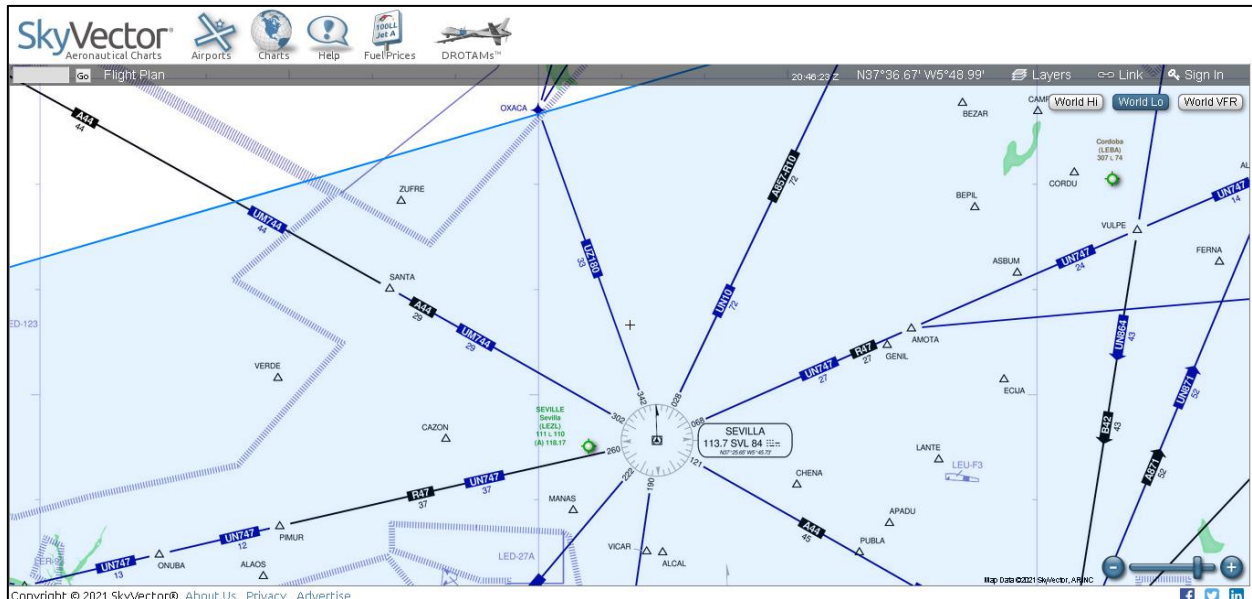 SkyVector®
Aeronautical Charts
Airports
Charts
Help
100LL
Jet A
Fuel Prices
DROTAMs™
Go
Flight Plan
20:46:23 Z
N37°36.67' W5°48.99'
Layers
Link
Sign In
World Hi
World Lo
World VFR
OXACA
BEZAR
Cordoba
(LEBA)
307 L 74
A44
44
CORDU
ZUFRE
A857-R10
72
BEPIL
UN747
14
UM744
44
VULPE
UZ180
33
UN747
24
FERNA
ASBUM
SANTA
A44
29
UN10
72
ED-123
UM744
29
AMOTA
UN864
43
R47
27
GENIL
VERDE
UN747
27
ECIJA
UN871
52
342
028
SEVILLE
Sevilla
(LEZL)
111 L 110
(A) 118.17
302
068
CAZON
B42
43
SEVILLA
113.7 SVL 84
N37°25.66' W5°45.73'
260
LANTE
121
LEU-F3
A871
52
222
190
CHENA
UN747
37
R47
37
MANAS
APADU
PIMUR
A44
45
UN747
12
PUBLA
VICAR
ALCAL
LED-27A
ONUBA
ALAOS
UN747
13
Map Data ©2021 SkyVector, ARINC
Copyright © 2021 SkyVector® About Us Privacy Advertise